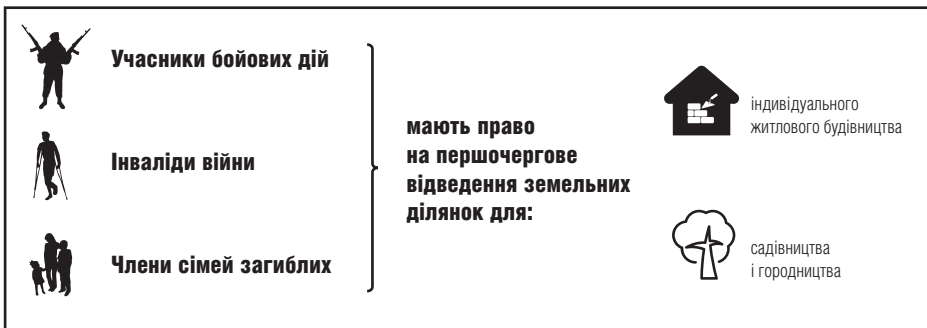 Учасники бойових дій
Інваліди війни
Члени сімей загиблих
мають право
на першочергове
відведення земельних
ділянок для:
індивідуального
житлового будівництва
садівництва
і городництва